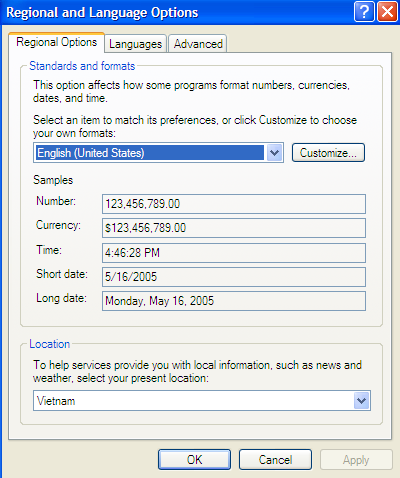 Regional and Language Options
Regional Options Languages Advanced
Standards and formats
This option affects how some programs format numbers, currencies,
dates, and time.
Select an item to match its preferences, or click Customize to choose
your own formats:
English (United States) Customize...
Samples
Number: 123,456,789.00
Currency: $123,456,789.00
Time: 4:46:28 PM
Short date: 5/16/2005
Long date: Monday, May 16, 2005
Location
To help services provide you with local information, such as news and
weather, select your present location:
Vietnam
OK Cancel Apply